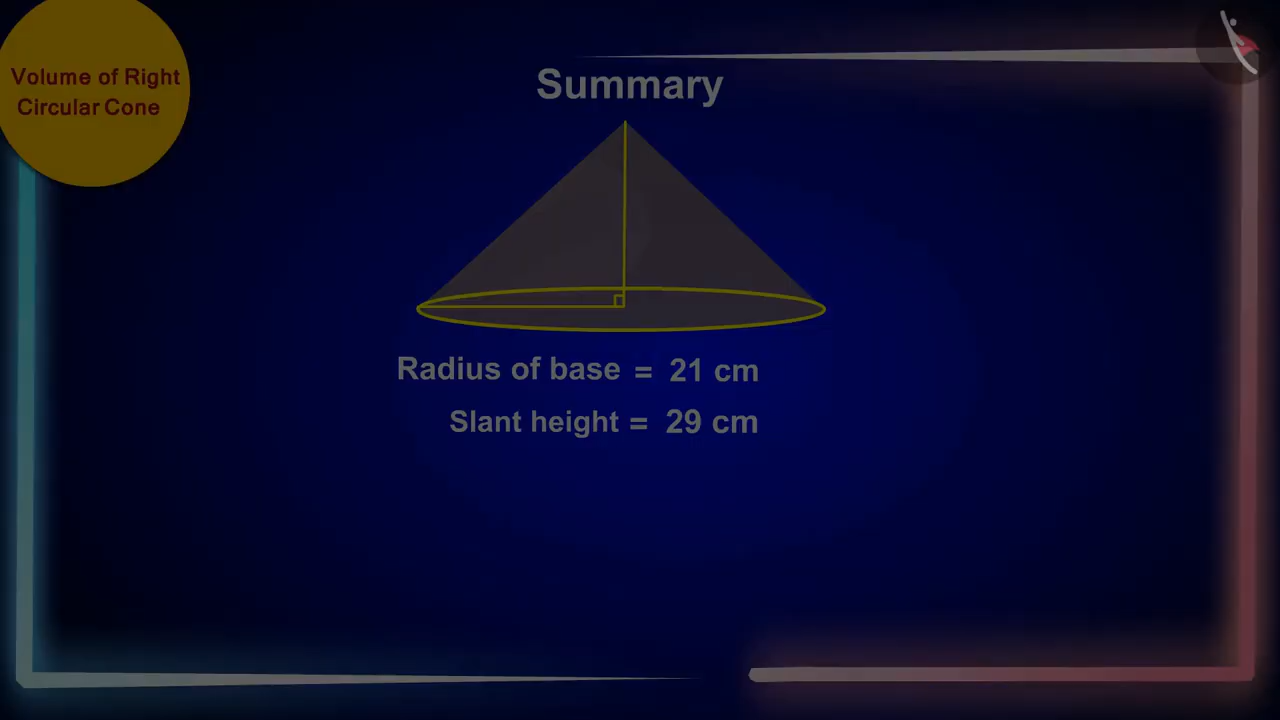 Volume of Right
Circular Cone
Summary
Radius of base = 21 cm
Slant height = 29 cm